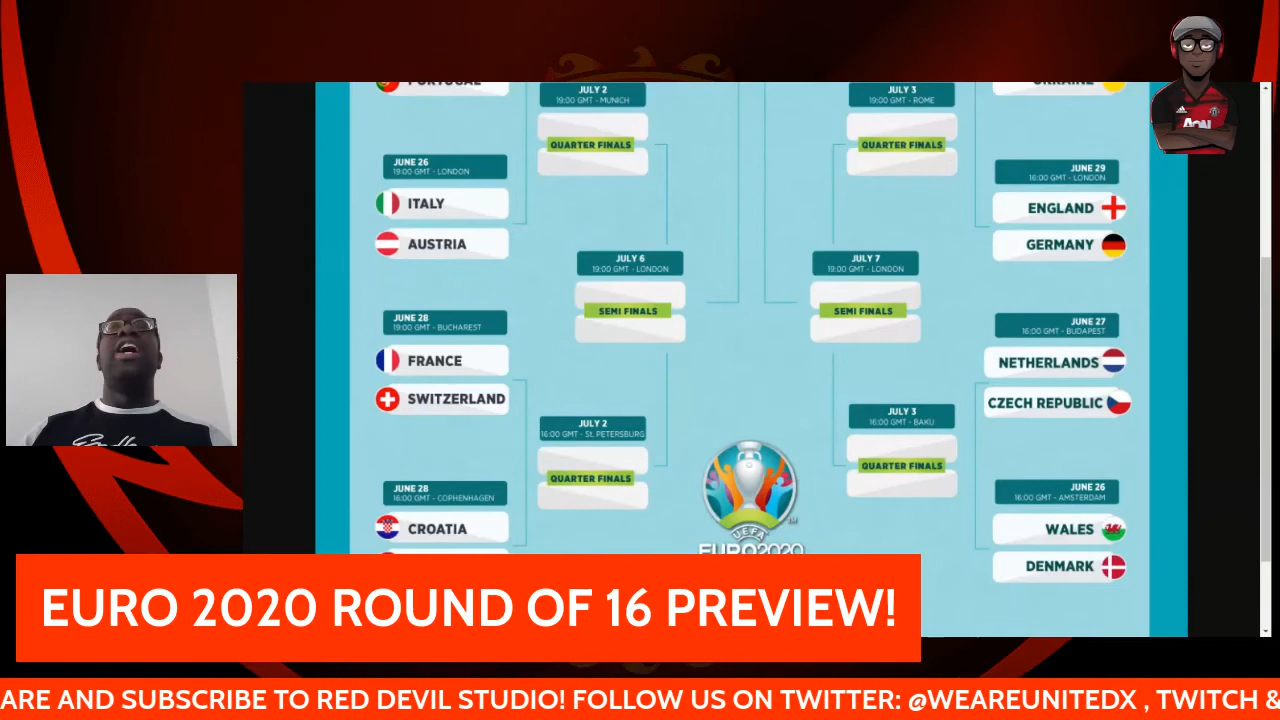 PORTUGAL
JULY 2
19:00 GMT - MUNICH
QUARTER FINALS
JUNE 26
19:00 GMT - LONDON
ITALY
AUSTRIA
JULY 6
19:00 GMT - LONDON
SEMI FINALS
JUNE 28
19:00 GMT - BUCHAREST
FRANCE
SWITZERLAND
JULY 2
16:00 GMT - St. PETERSBURG
QUARTER FINALS
JUNE 28
16:00 GMT - COPHENHAGEN
CROATIA
JULY 3
19:00 GMT - ROME
QUARTER FINALS
UKRAINE
JUNE 29
16:00 GMT - LONDON
ENGLAND
GERMANY
JULY 7
19:00 GMT - LONDON
SEMI FINALS
JUNE 27
16:00 GMT - BUDAPEST
NETHERLANDS
CZECH REPUBLIC
JULY 3
16:00 GMT - BAKU
QUARTER FINALS
JUNE 26
16:00 GMT - AMSTERDAM
WALES
DENMARK
UEFA
EURO2020
TM
AON
EURO 2020 ROUND OF 16 PREVIEW!
ARE AND SUBSCRIBE TO RED DEVIL STUDIO! FOLLOW US ON TWITTER: @WEAREUNITEDX , TWITCH &